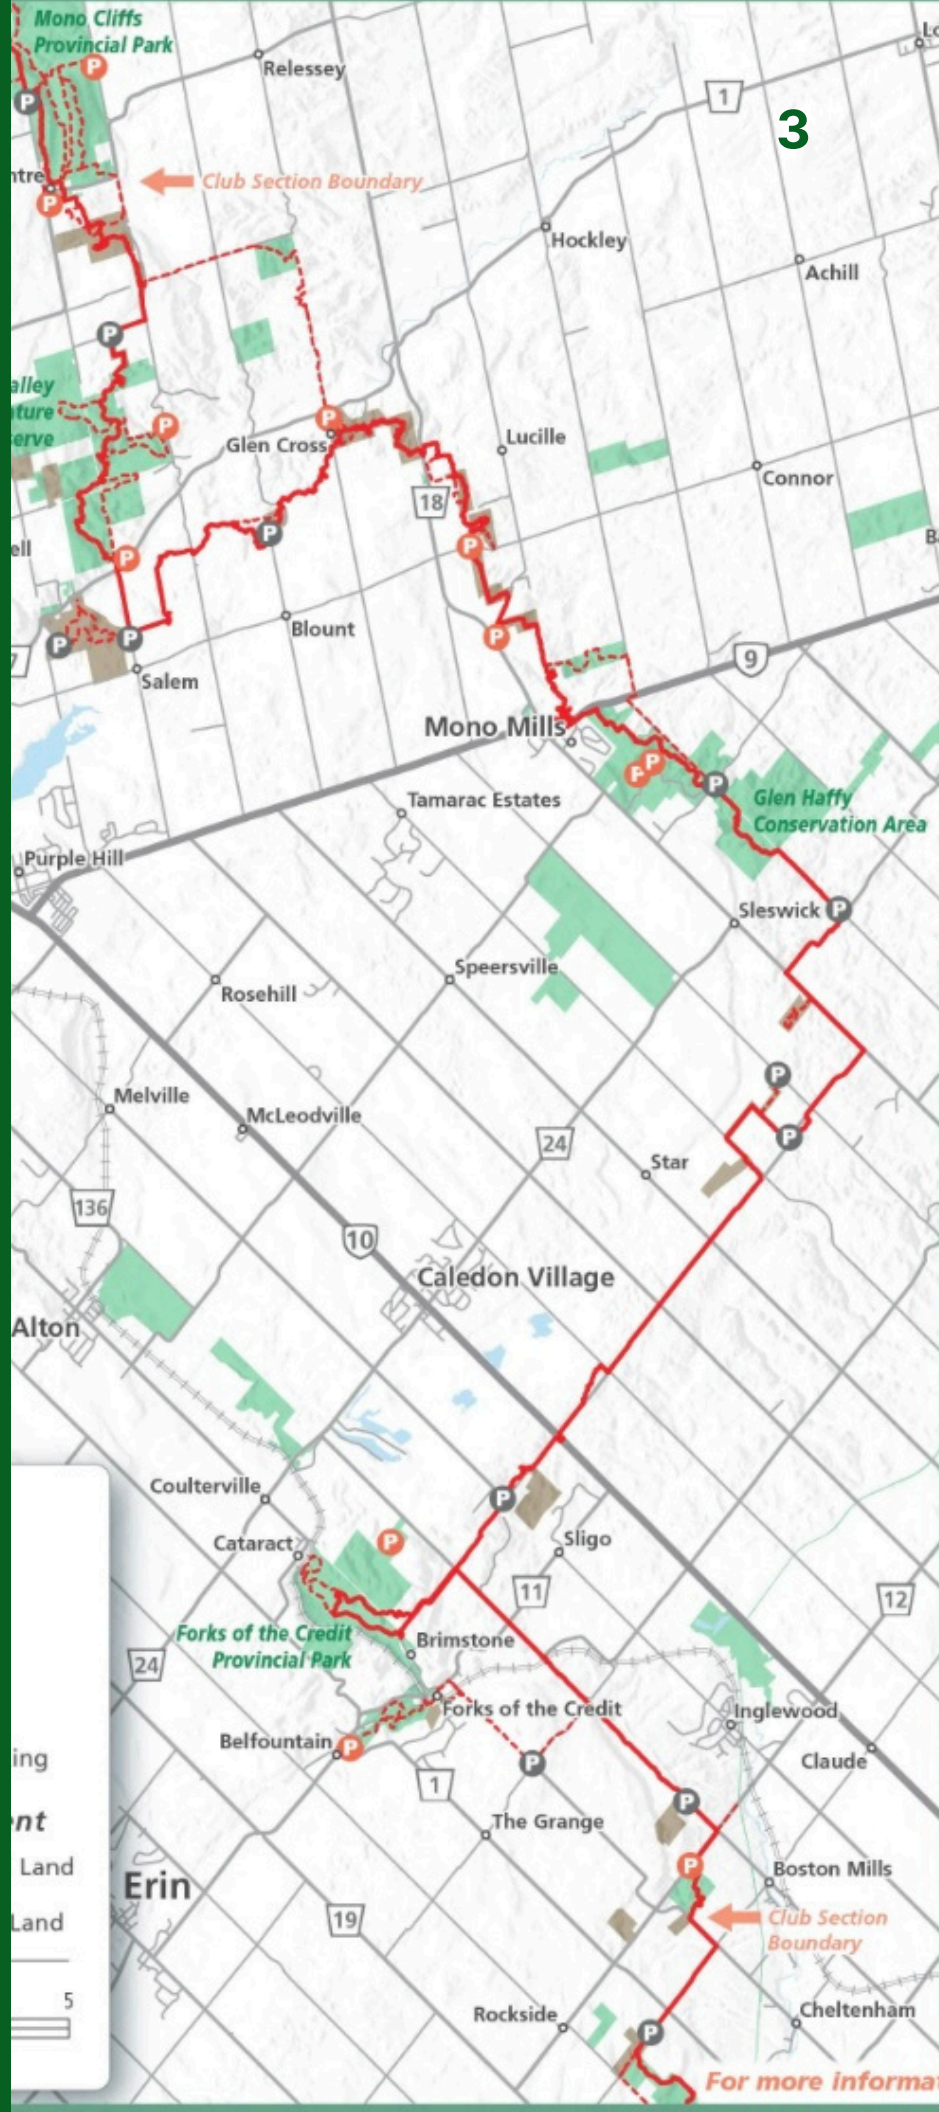 Mono Cliffs
Provincial Park
P
Relessey
1
3
P
ntre
Club Section Boundary
P
Hockley
Achill
P
alley
ature
serve
P
P
Glen Cross
Lucille
Connor
18
P
P
ell
P
Blount
P
P
P
7
Salem
9
Mono Mills
P
P
P
Glen Haffy
Conservation Area
Tamarac Estates
Purple Hill
Sleswick
P
Speersville
Rosehill
P
Melville
McLeodville
24
P
Star
136
10
Caledon Village
Alton
Coulterville
P
Cataract
P
Sligo
11
12
Forks of the Credit
Provincial Park
Brimstone
24
Forks of the Credit
Inglewood
Belfountain
P
P
Claude
ing
1
P
The Grange
ent
Land
P
Boston Mills
Erin
19
Club Section
Boundary
Land
5
Rockside
P
Cheltenham
For more informa